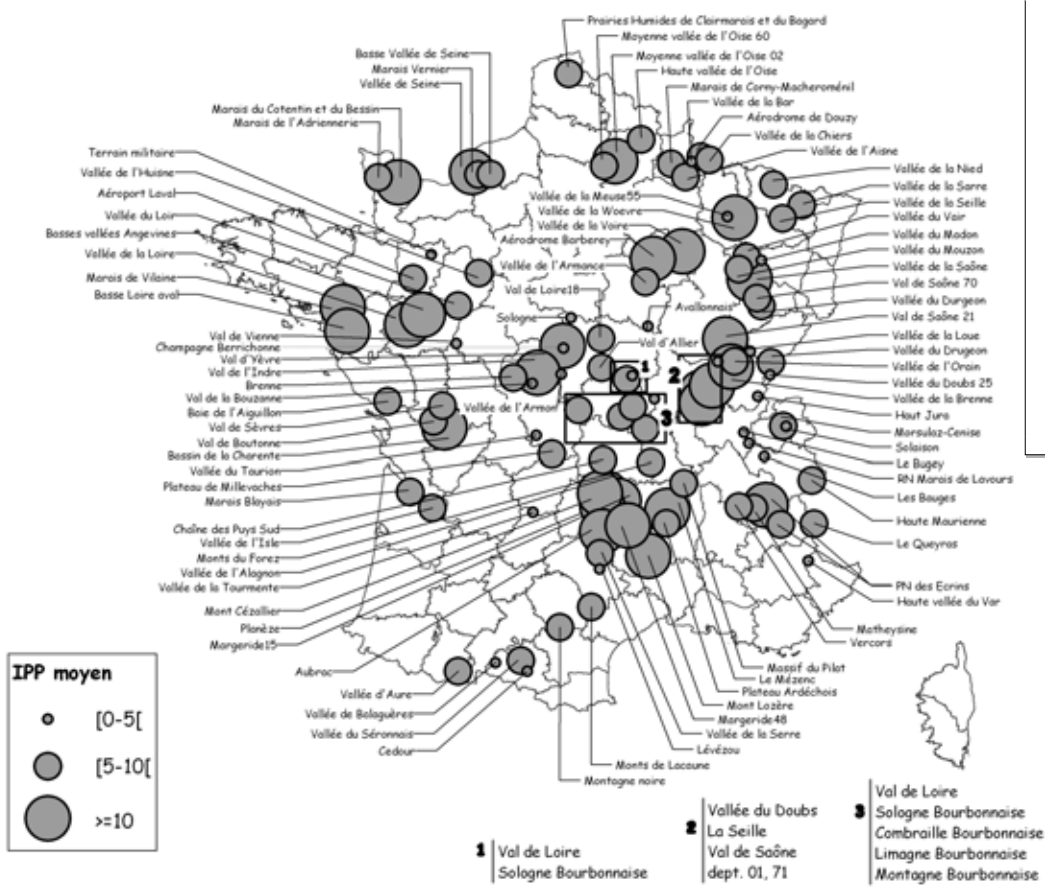 Prairies Humides de Clairmarais et du Bagard
Moyenne vallée de l'Oise 60
Moyenne vallée de l'Oise 02
Haute vallée de l'Oise
Marais de Corny-Macheroménil
Vallée de la Bar
Aérodrome de Douzy
Vallée de la Chiers
Vallée de l'Aisne
Basse Vallée de Seine
Marais Vernier
Vallée de Seine
Marais du Cotentin et du Bessin
Marais de l'Adriennerie
Terrain militaire
Vallée de l'Huisne
Aéroport Laval
Vallée du Loir
Basses vallées Angevines
Vallée de la Loire
Marais de Vilaine
Basse Loire aval
Vallée de la Meuse55
Vallée de la Woevre
Vallée de la Voire
Aérodrome Barberey
Vallée de l'Armance
Val de Loire18
Sologne
Avallonnais
Val d'Allier
Vallée de la Nied
Vallée de la Sarre
Vallée de la Seille
Vallée du Vair
Vallée du Madon
Vallée du Mouzon
Vallée de la Saône
Val de Saône 70
Vallée du Durgeon
Val de Saône 21
Vallée de la Loue
Vallée du Drugeon
Vallée de l'Orain
Vallée du Doubs 25
Vallée de la Brenne
Haut Jura
Marsulaz-Cenise
Solaison
Le Bugey
RN Marais de Lavours
Les Bauges
Haute Maurienne
Le Queyras
PN des Ecrins
Haute vallée du Var
Matheysine
Vercors
Val de Vienne
Champagne Berrichonne
Val d'Yèvre
Val de l'Indre
Brenne
Val de la Bouzanne
Baie de l'Aiguillon
Vallée de l'Arnon
Val de Sèvres
Val de Boutonne
Bassin de la Charente
Vallée du Taurion
Plateau de Millevaches
Marais Blayais
Chaîne des Puys Sud
Vallée de l'Isle
Monts du Forez
Vallée de l'Alagnon
Vallée de la Tourmente
Mont Cézallier
Planèze
Margeride15
Aubrac
Vallée d'Aure
Vallée de Balaguères
Vallée du Séronnais
Cedour
Massif du Pilat
Le Mézenc
Plateau Ardéchois
Mont Lozère
Margeride48
Vallée de la Serre
Lévézou
Monts de Lacaune
Montagne noire
1
2
3
IPP moyen
[0-5[
[5-10[
>=10
1
Val de Loire
Sologne Bourbonnaise
2
Vallée du Doubs
La Seille
Val de Saône
dept. 01, 71
3
Val de Loire
Sologne Bourbonnaise
Combraille Bourbonnaise
Limagne Bourbonnaise
Montagne Bourbonnaise